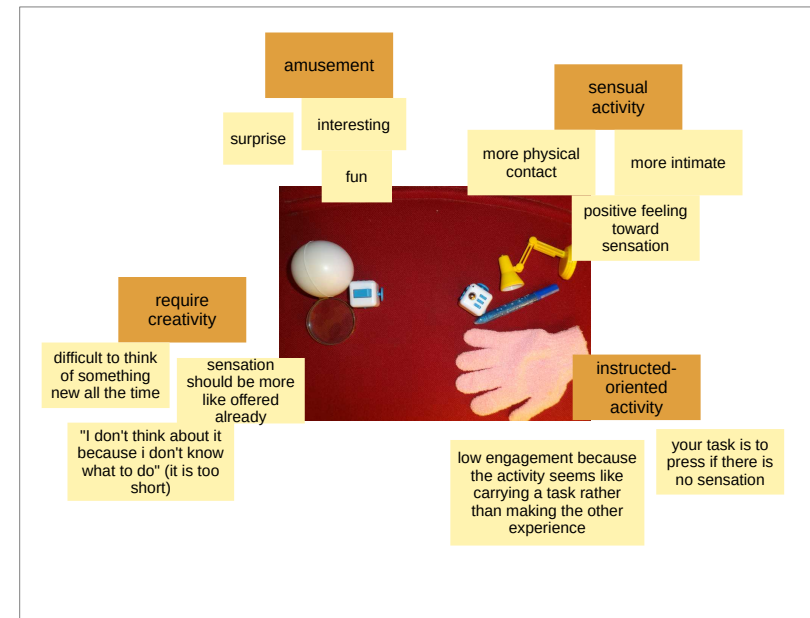 amusement
surprise
interesting
fun
sensual
activity
more physical
contact
more intimate
positive feeling
toward
sensation
require
creativity
difficult to think
of something
new all the time
sensation
should be more
like offered
already
"I don't think about it
because i don't know
what to do" (it is too
short)
instructed-
oriented
activity
low engagement because
the activity seems like
carrying a task rather
than making the other
experience
your task is to
press if there is
no sensation